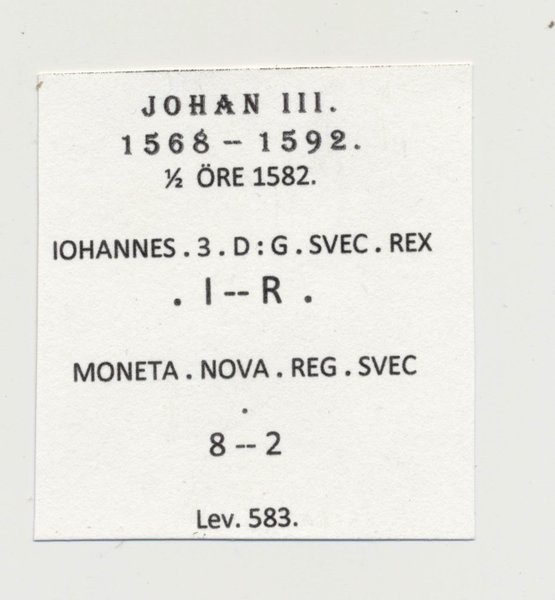 JOHAN III.
1568 – 1592.
½ ÖRE 1582.
IOHANNES . 3 . D : G . SVEC . REX
. I -- R .
MONETA . NOVA . REG . SVEC
.
8 -- 2
Lev. 583.